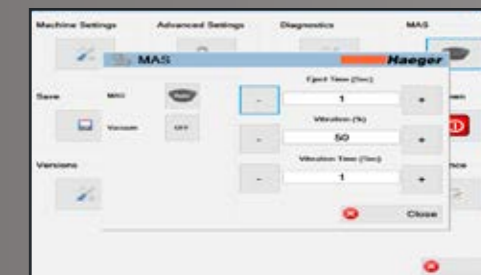 Machine Settings Advanced Settings Diagnostics MAS
MAS Haeger
Eject Time (Sec)
- 1 +
Save MAS
Vibration (%)
Vacuum OFF - 50 +
Versions
Vibration Time (Sec)
- 1 +
Close